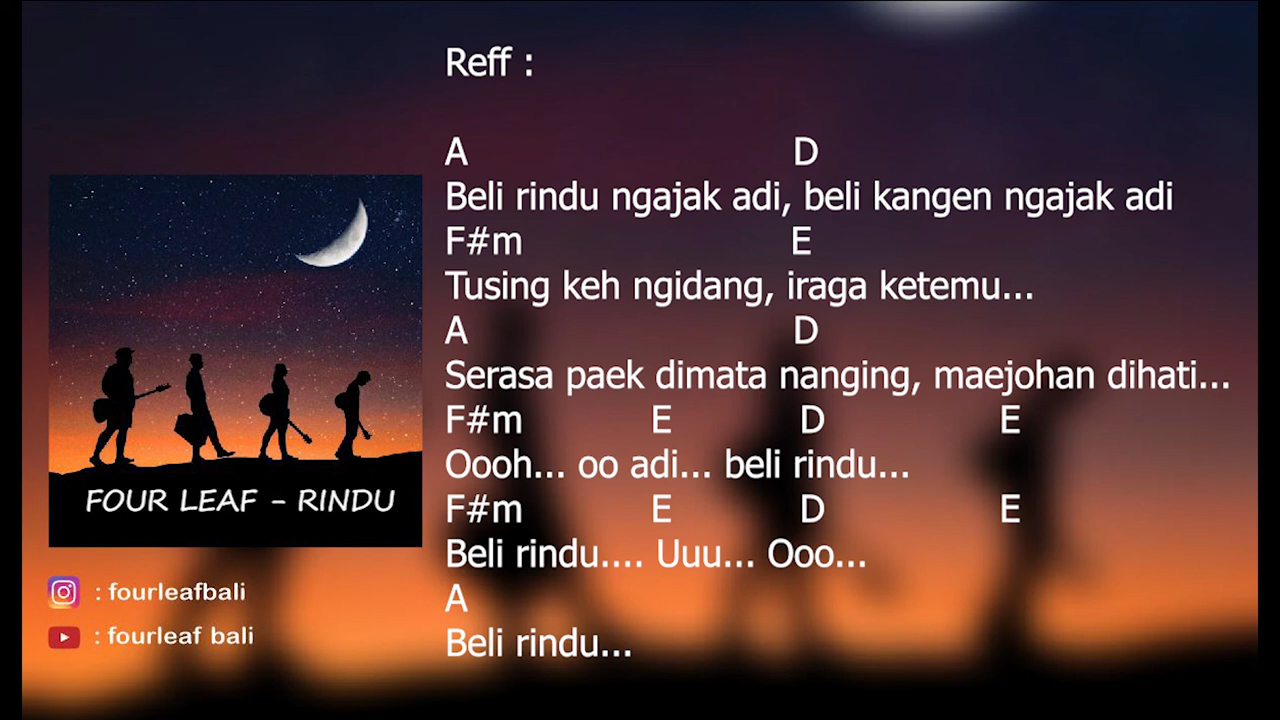 Reff :
A D
Beli rindu ngajak adi, beli kangen ngajak adi
F#m E
Tusing keh ngidang, iraga ketemu...
A D
Serasa paek dimata nanging, maejohan dihati...
F#m E D E
Oooh... oo adi... beli rindu...
F#m E D E
Beli rindu.... Uuu... Ooo...
A
Beli rindu...
FOUR LEAF - RINDU
: fourleafbali
: fourleaf bali